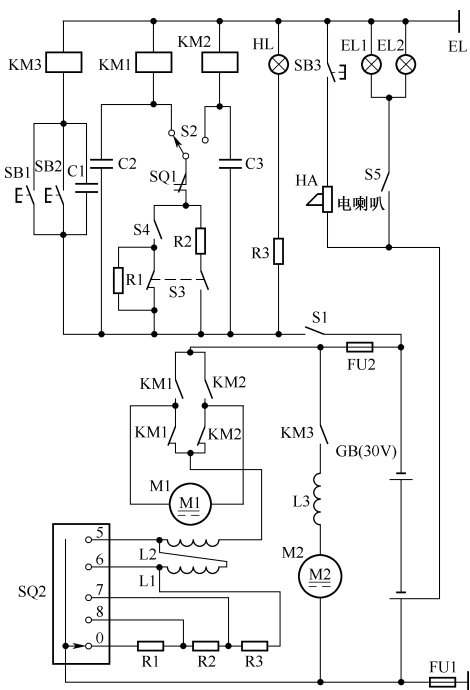 KM3
KM1
KM2
HL
SB3
EL1
EL2
EL
SB1
SB2
C1
C2
S2
SQ1
C3
S4
R2
R1
S3
R3
HA
电喇叭
S5
S1
FU2
KM1
KM2
KM1
KM2
KM3
GB(30V)
M1
M1
L3
L2
L1
M2
M2
SQ2
5
6
7
8
0
R1
R2
R3
FU1